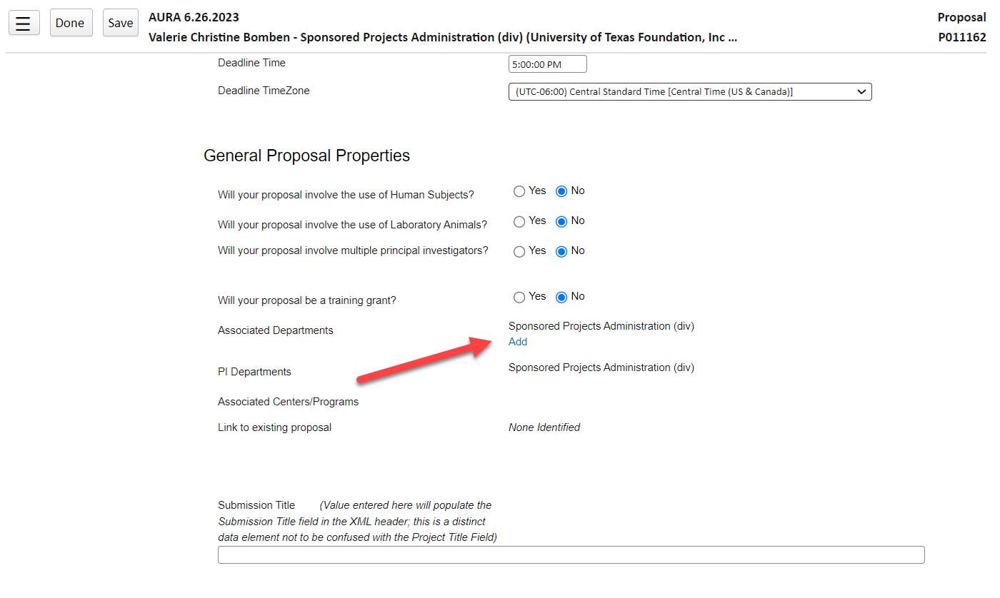 Done
Save
AURA 6.26.2023
Proposal
Valerie Christine Bomben - Sponsored Projects Administration (div) (University of Texas Foundation, Inc ...
P011162
Deadline Time
5:00:00 PM
Deadline TimeZone
(UTC-06:00) Central Standard Time [Central Time (US & Canada)]
General Proposal Properties
Will your proposal involve the use of Human Subjects?
Yes No
Will your proposal involve the use of Laboratory Animals?
Yes No
Will your proposal involve multiple principal investigators?
Yes No
Will your proposal be a training grant?
Yes No
Associated Departments
Sponsored Projects Administration (div)
Add
PI Departments
Sponsored Projects Administration (div)
Associated Centers/Programs
Link to existing proposal
None Identified
Submission Title (Value entered here will populate the
Submission Title field in the XML header; this is a distinct
data element not to be confused with the Project Title Field)